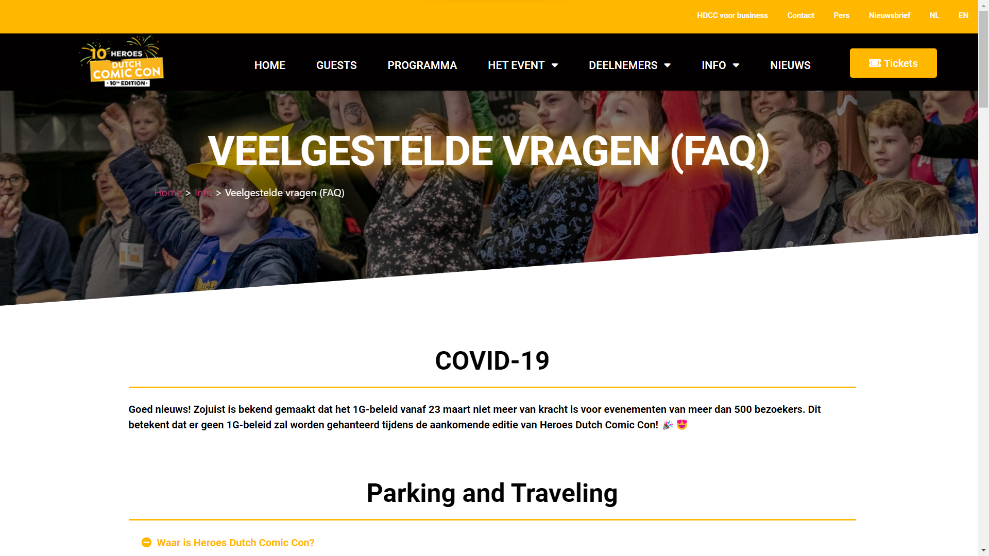 HDCC voor business Contact Pers Nieuwsbrief NL EN
10 HEROES
DUTCH
COMIC CON
10TH EDITION
HOME GUESTS PROGRAMMA HET EVENT DEELNEMERS INFO NIEUWS Tickets
VEELGESTELDE VRAGEN (FAQ)
Home > Info > Veelgestelde vragen (FAQ)
COVID-19
Goed nieuws! Zojuist is bekend gemaakt dat het 1G-beleid vanaf 23 maart niet meer van kracht is voor evenementen van meer dan 500 bezoekers. Dit
betekent dat er geen 1G-beleid zal worden gehanteerd tijdens de aankomende editie van Heroes Dutch Comic Con! 🎉 😍
Parking and Traveling
Waar is Heroes Dutch Comic Con?